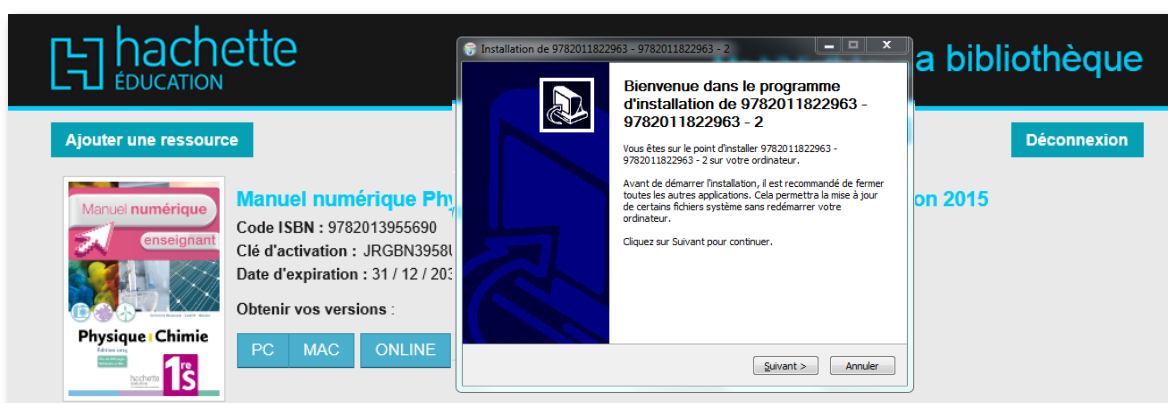 hachette
ÉDUCATION
a bibliothèque
Ajouter une ressource
Déconnexion
Manuel numérique
enseignant
Physique Chimie
Édition 2015
hachette
1re S
Manuel numérique Phy
on 2015
Code ISBN : 9782013955690
Clé d'activation : JRGBN3958
Date d'expiration : 31 / 12 / 203
Obtenir vos versions :
PC
MAC
ONLINE
Installation de 9782011822963 - 9782011822963 - 2
Bienvenue dans le programme
d'installation de 9782011822963 -
9782011822963 - 2
Vous êtes sur le point d'installer 9782011822963 -
9782011822963 - 2 sur votre ordinateur.
Avant de démarrer l'installation, il est recommandé de fermer
toutes les autres applications. Cela permettra la mise à jour
de certains fichiers système sans redémarrer votre
ordinateur.
Cliquez sur Suivant pour continuer.
Suivant >
Annuler